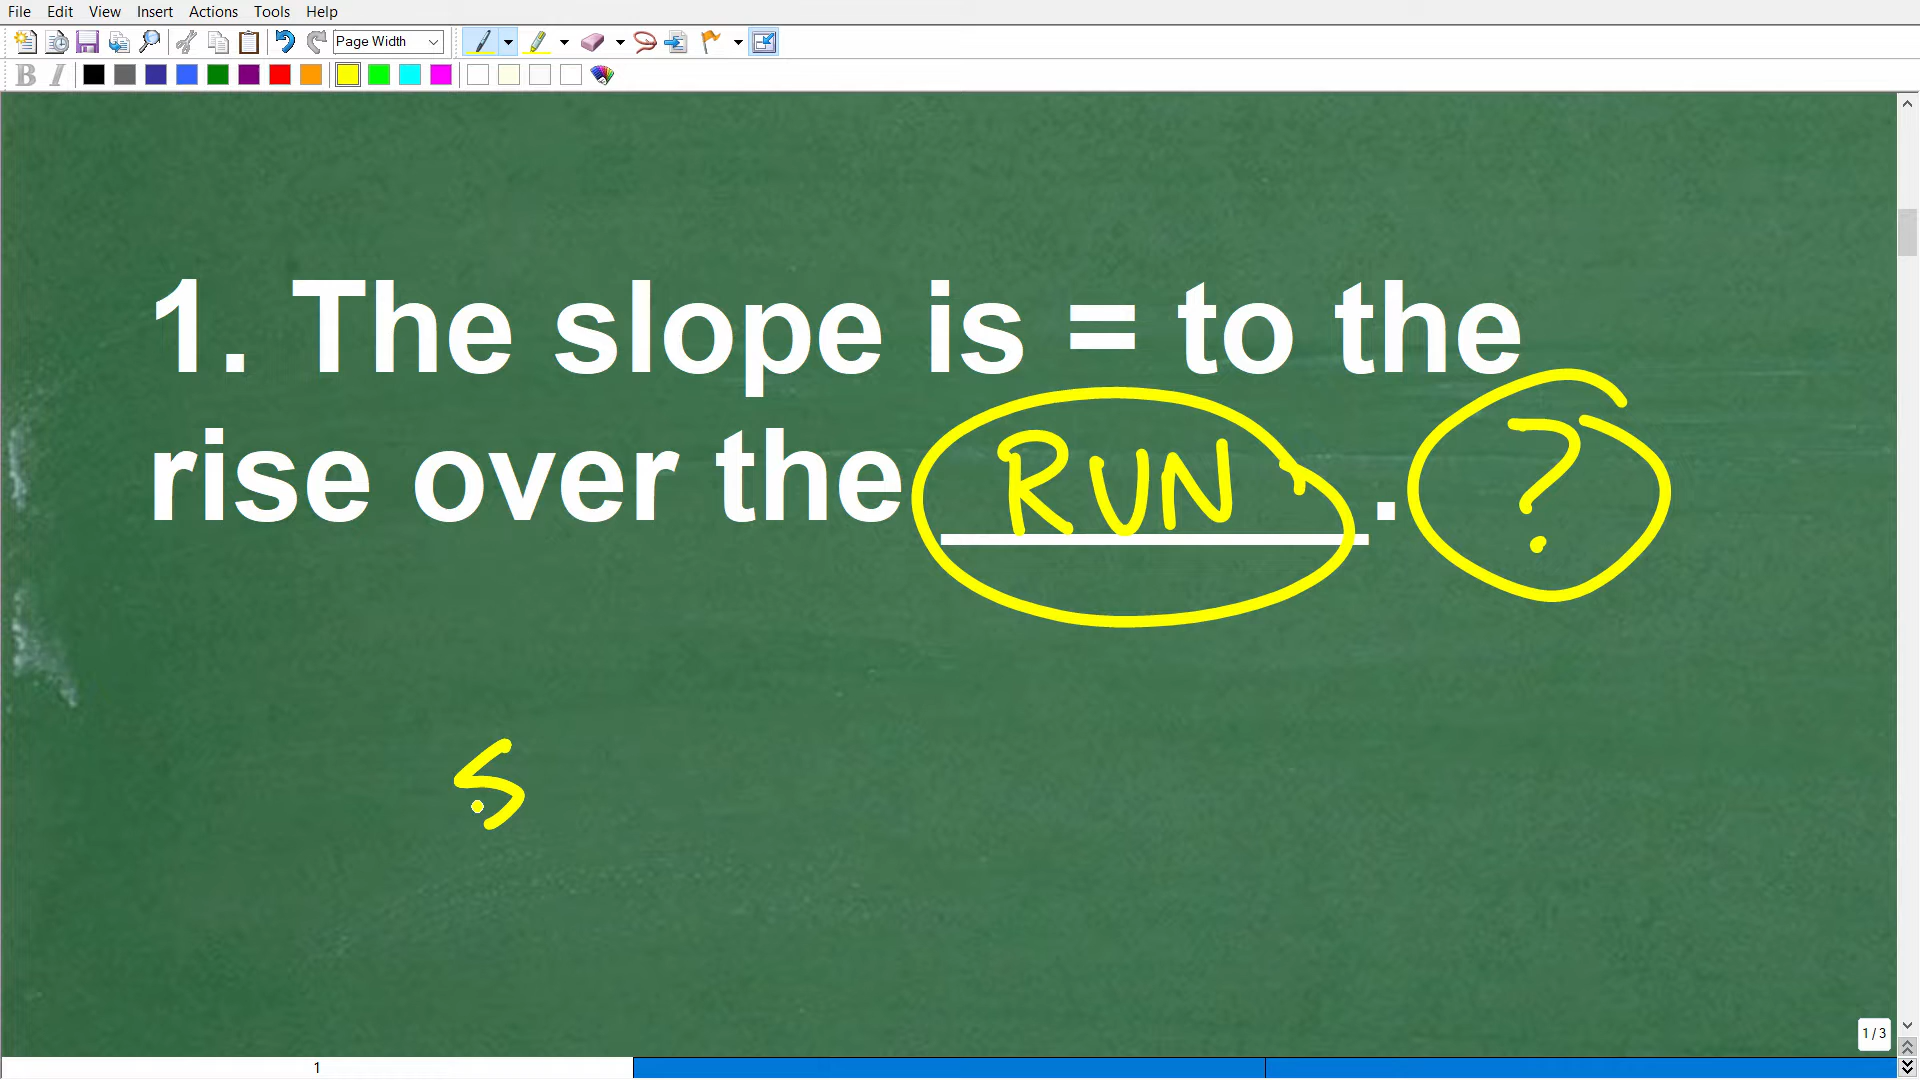 File Edit View Insert Actions Tools Help
Page Width
B I
1. The slope is = to the
rise over the RUN. ?
S
1 / 3
1